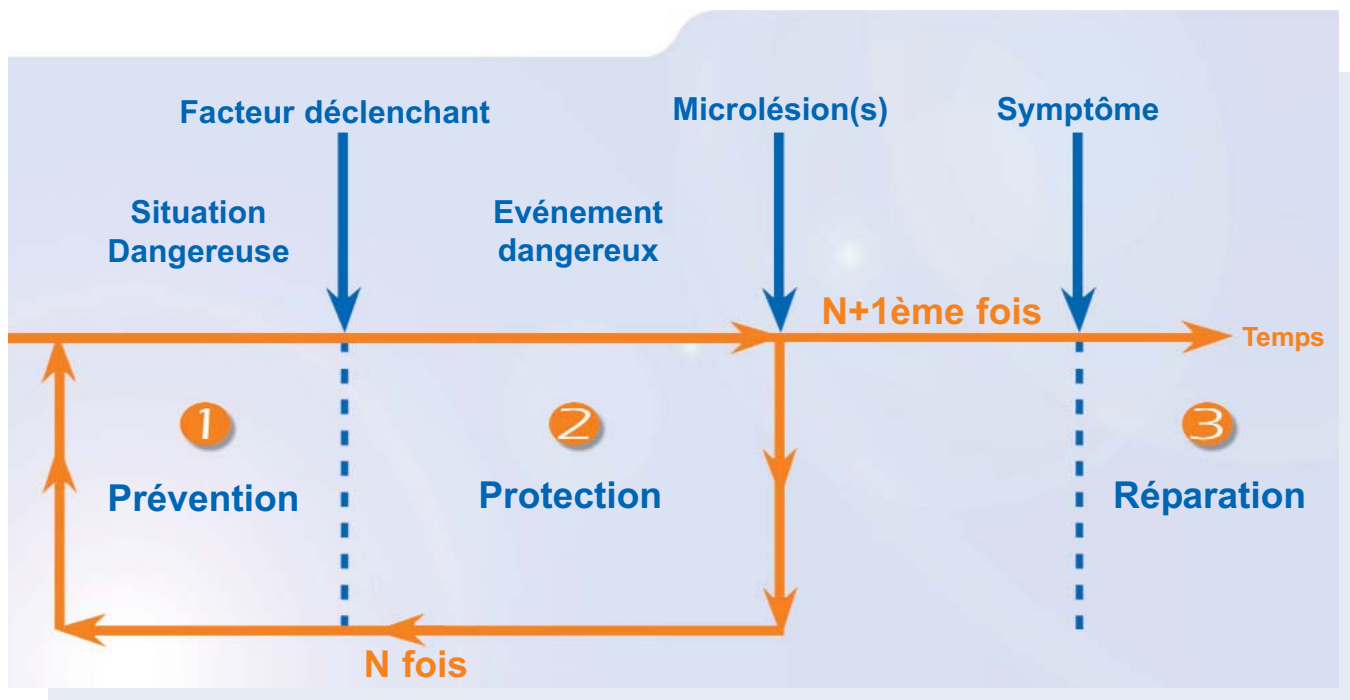 Facteur déclenchant
Microlésion(s)
Symptôme
Situation
Dangereuse
Evénement
dangereux
N+1ème fois
Temps
1
2
3
Prévention
Protection
Réparation
N fois